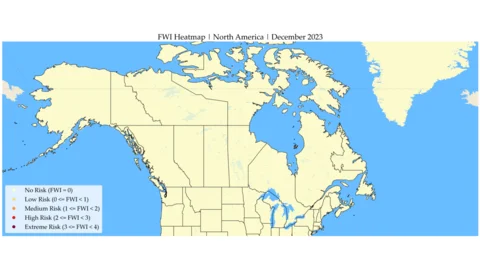 FWI Heatmap | North America | December 2023
No Risk (FWI = 0)
Low Risk (0 <= FWI < 1)
Medium Risk (1 <= FWI < 2)
High Risk (2 <= FWI < 3)
Extreme Risk (3 <= FWI < 4)